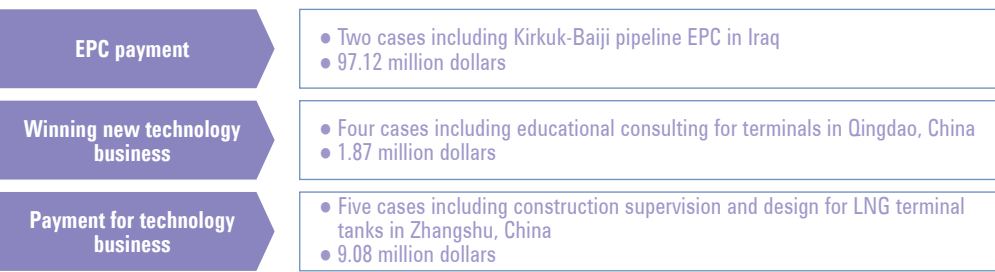 EPC payment
● Two cases including Kirkuk-Baiji pipeline EPC in Iraq
● 97.12 million dollars
Winning new technology
business
● Four cases including educational consulting for terminals in Qingdao, China
● 1.87 million dollars
Payment for technology
business
● Five cases including construction supervision and design for LNG terminal
tanks in Zhangshu, China
● 9.08 million dollars